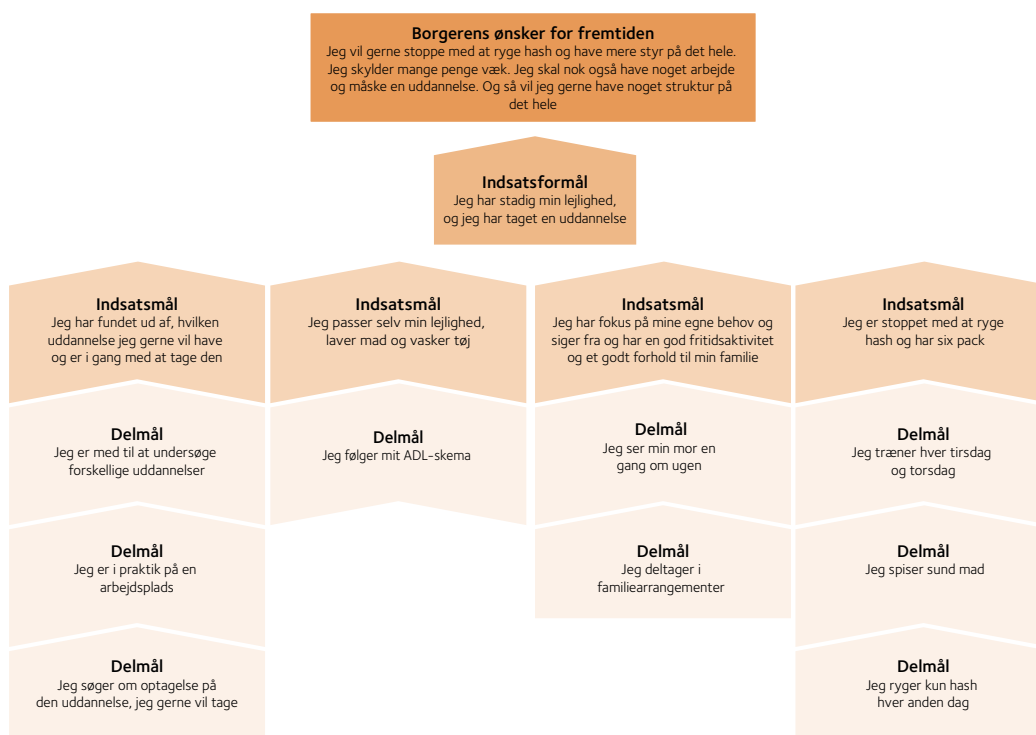 Borgerens ønsker for fremtiden
Jeg vil gerne stoppe med at ryge hash og have mere styr på det hele.
Jeg skylder mange penge væk. Jeg skal nok også have noget arbejde
og måske en uddannelse. Og så vil jeg gerne have noget struktur på
det hele
Indsatsformål
Jeg har stadig min lejlighed,
og jeg har taget en uddannelse
Indsatsmål
Jeg har fundet ud af, hvilken
uddannelse jeg gerne vil have
og er i gang med at tage den
Delmål
Jeg er med til at undersøge
forskellige uddannelser
Delmål
Jeg er i praktik på en
arbejdsplads
Delmål
Jeg søger om optagelse på
den uddannelse, jeg gerne vil tage
Indsatsmål
Jeg passer selv min lejlighed,
laver mad og vasker tøj
Delmål
Jeg følger mit ADL-skema
Indsatsmål
Jeg har fokus på mine egne behov og
siger fra og har en god fritidsaktivitet
og et godt forhold til min familie
Delmål
Jeg ser min mor en
gang om ugen
Delmål
Jeg deltager i
familiearrangementer
Indsatsmål
Jeg er stoppet med at ryge
hash og har six pack
Delmål
Jeg træner hver tirsdag
og torsdag
Delmål
Jeg spiser sund mad
Delmål
Jeg ryger kun hash
hver anden dag